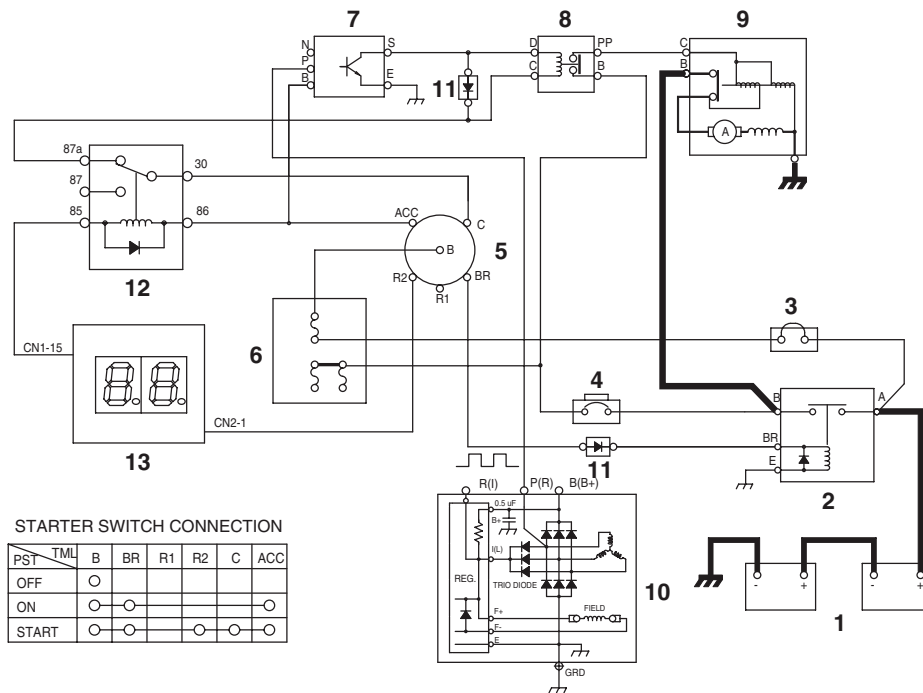 7
8
9
N
P
B
S
E
11
D
C
PP
B
C
B
A
87a
87
85
30
86
12
ACC
C
B
5
R2
BR
R1
6
3
4
CN1-15
CN2-1
13
B
A
BR
E
2
11
R(I)
P(R)
B(B+)
0.5 uF
B+
I(L)
REG.
TRIO DIODE
F+
FIELD
F-
E
GRD
10
- + - +
1
STARTER SWITCH CONNECTION
PST TML B BR R1 R2 C ACC
OFF
ON
START